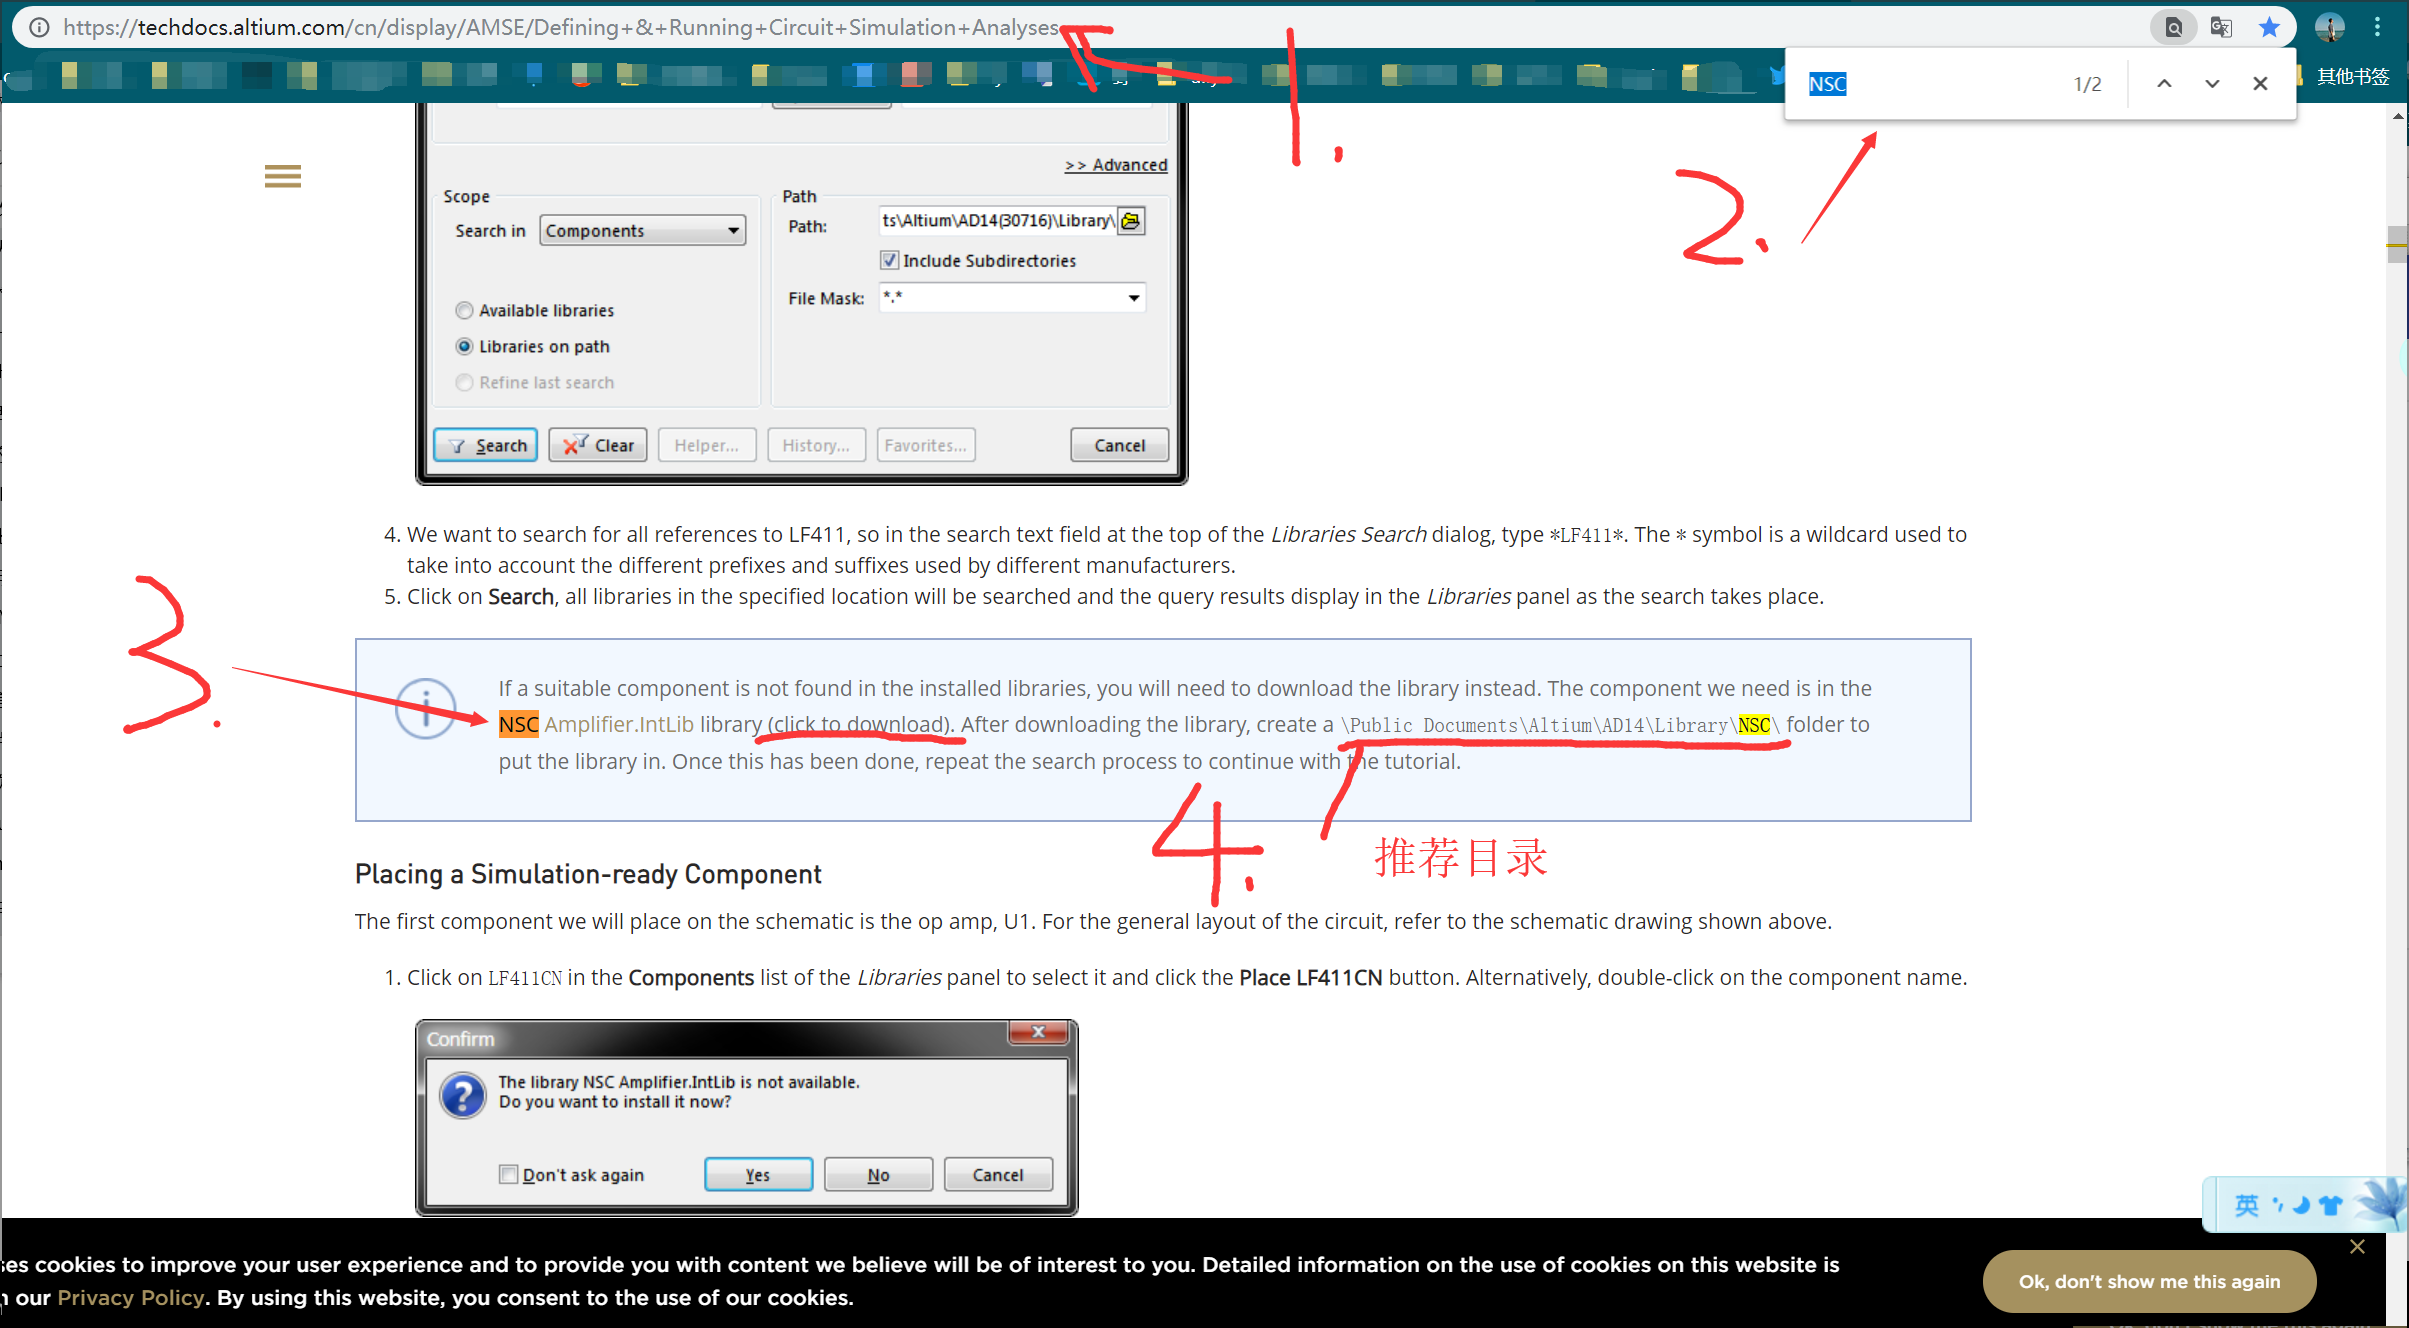 https://techdocs.altium.com/cn/display/AMSE/Defining+&+Running+Circuit+Simulation+Analyses
1.
NSC
1/2
其他书签
2.
>> Advanced
Scope
Search in
Components
Available libraries
Libraries on path
Refine last search
Path
Path:
ts\Altium\AD14(30716)\Library\
Include Subdirectories
File Mask:
*.*
Search
Clear
Helper...
History...
Favorites...
Cancel
4. We want to search for all references to LF411, so in the search text field at the top of the Libraries Search dialog, type *LF411*. The * symbol is a wildcard used to
take into account the different prefixes and suffixes used by different manufacturers.
5. Click on Search, all libraries in the specified location will be searched and the query results display in the Libraries panel as the search takes place.
3.
If a suitable component is not found in the installed libraries, you will need to download the library instead. The component we need is in the
NSC Amplifier.IntLib library (click to download). After downloading the library, create a \Public Documents\Altium\AD14\Library\NSC\ folder to
put the library in. Once this has been done, repeat the search process to continue with the tutorial.
4.
推荐目录
Placing a Simulation-ready Component
The first component we will place on the schematic is the op amp, U1. For the general layout of the circuit, refer to the schematic drawing shown above.
1. Click on LF411CN in the Components list of the Libraries panel to select it and click the Place LF411CN button. Alternatively, double-click on the component name.
Confirm
The library NSC Amplifier.IntLib is not available.
Do you want to install it now?
Don't ask again
Yes
No
Cancel
英
es cookies to improve your user experience and to provide you with content we believe will be of interest to you. Detailed information on the use of cookies on this website is
our Privacy Policy. By using this website, you consent to the use of our cookies.
Ok, don't show me this again